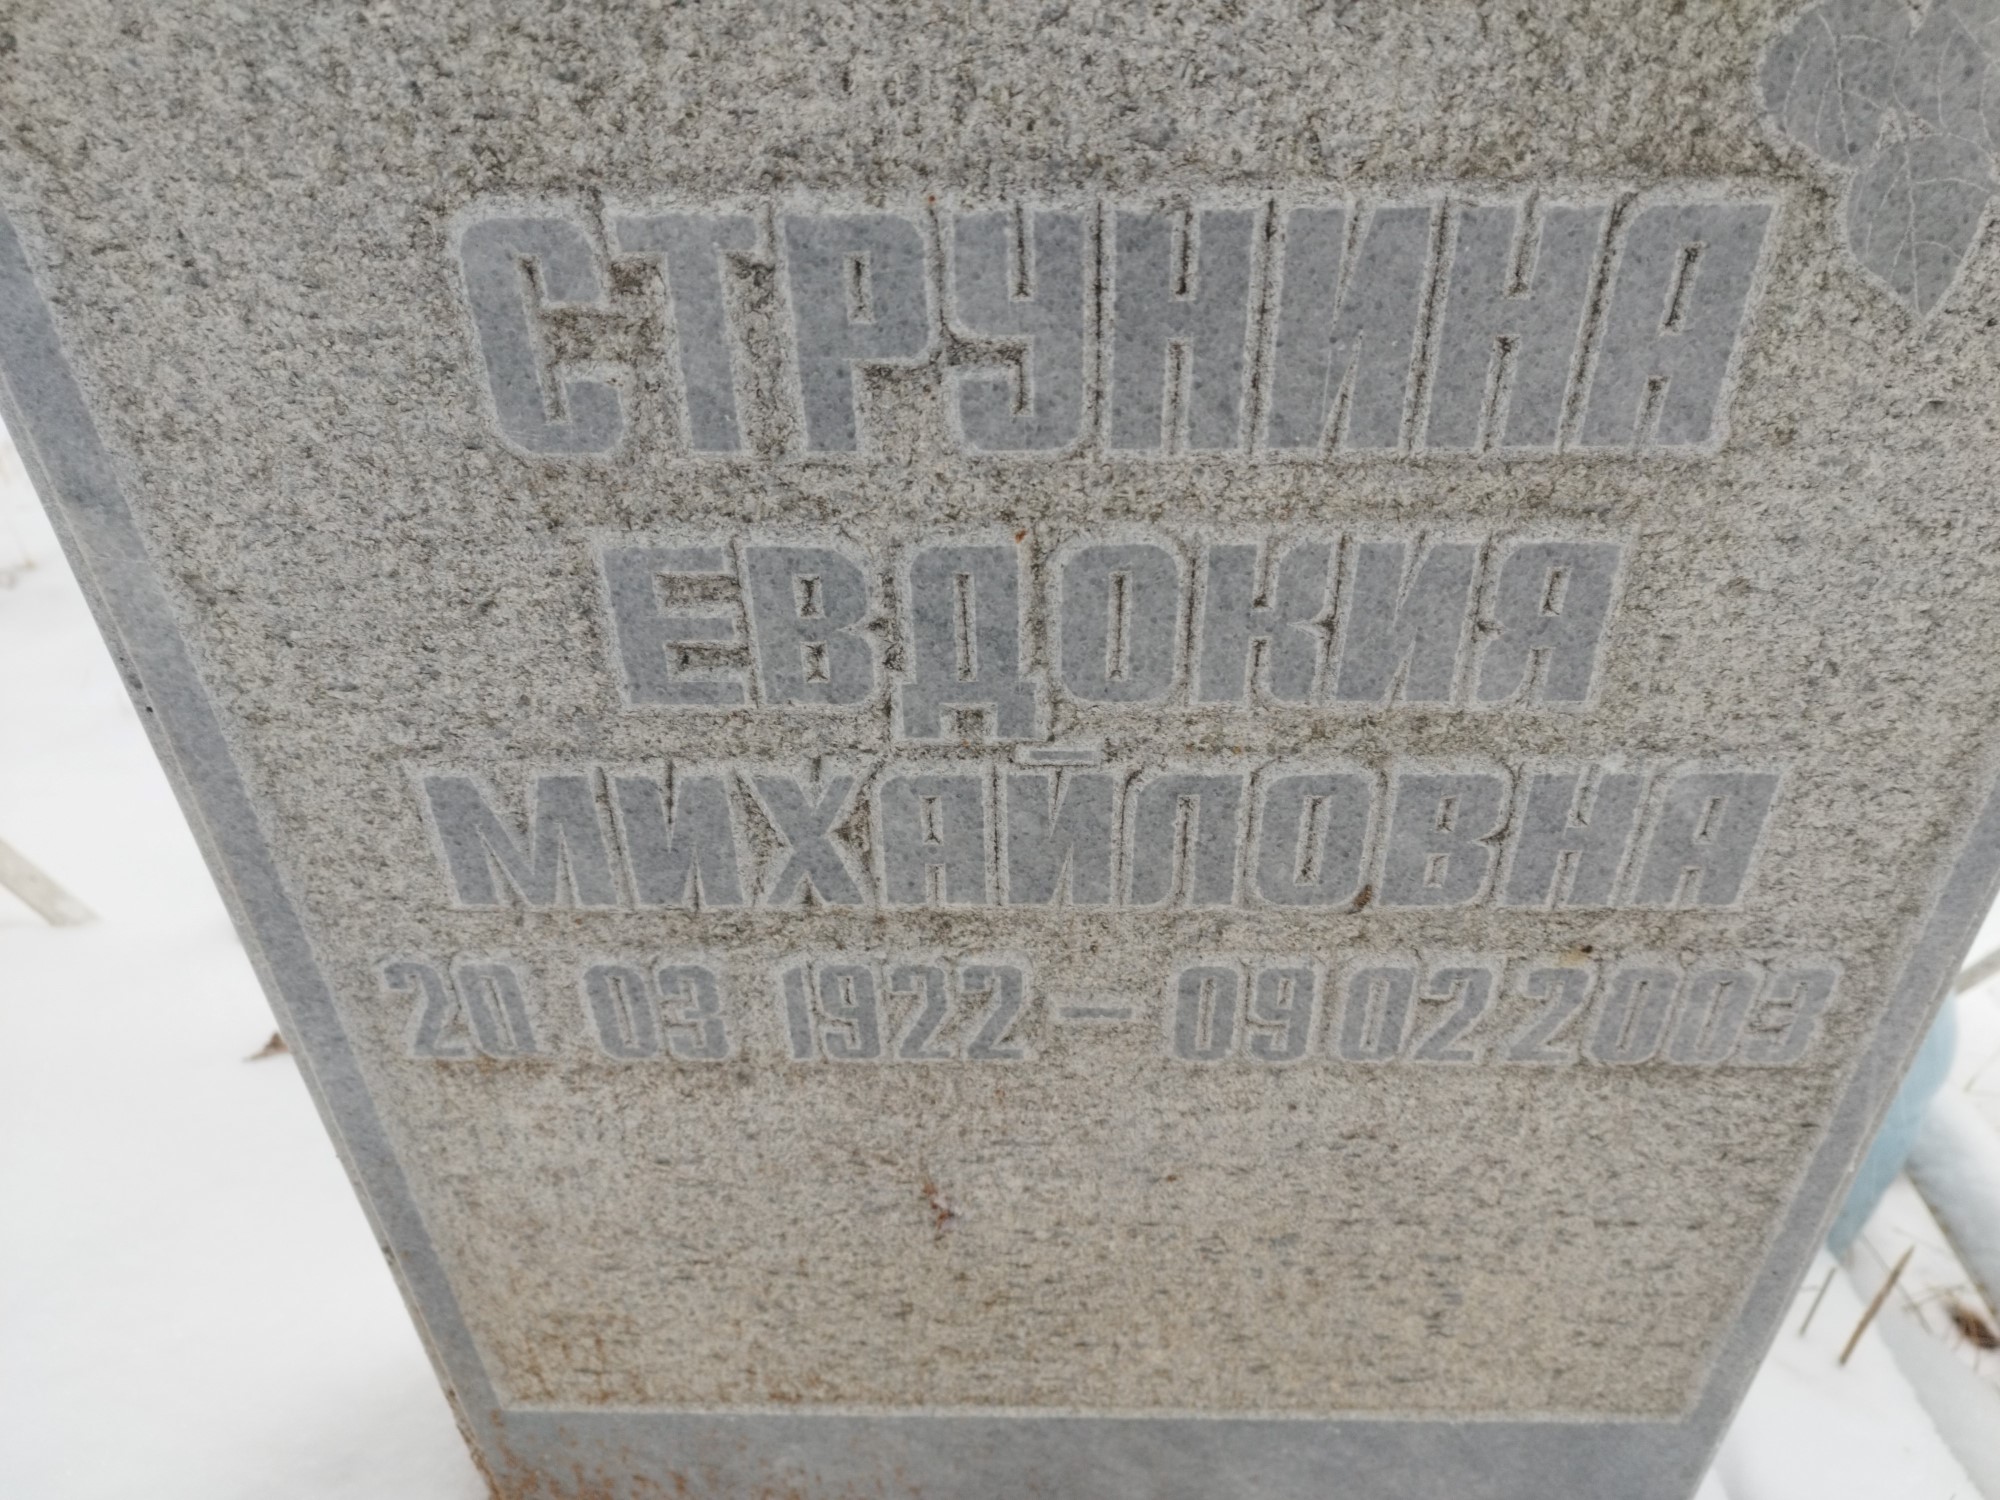 СТРУНИНА
ЕВДОКИЯ
МИХАЙЛОВНА
20 03 1922 – 09 02 2003